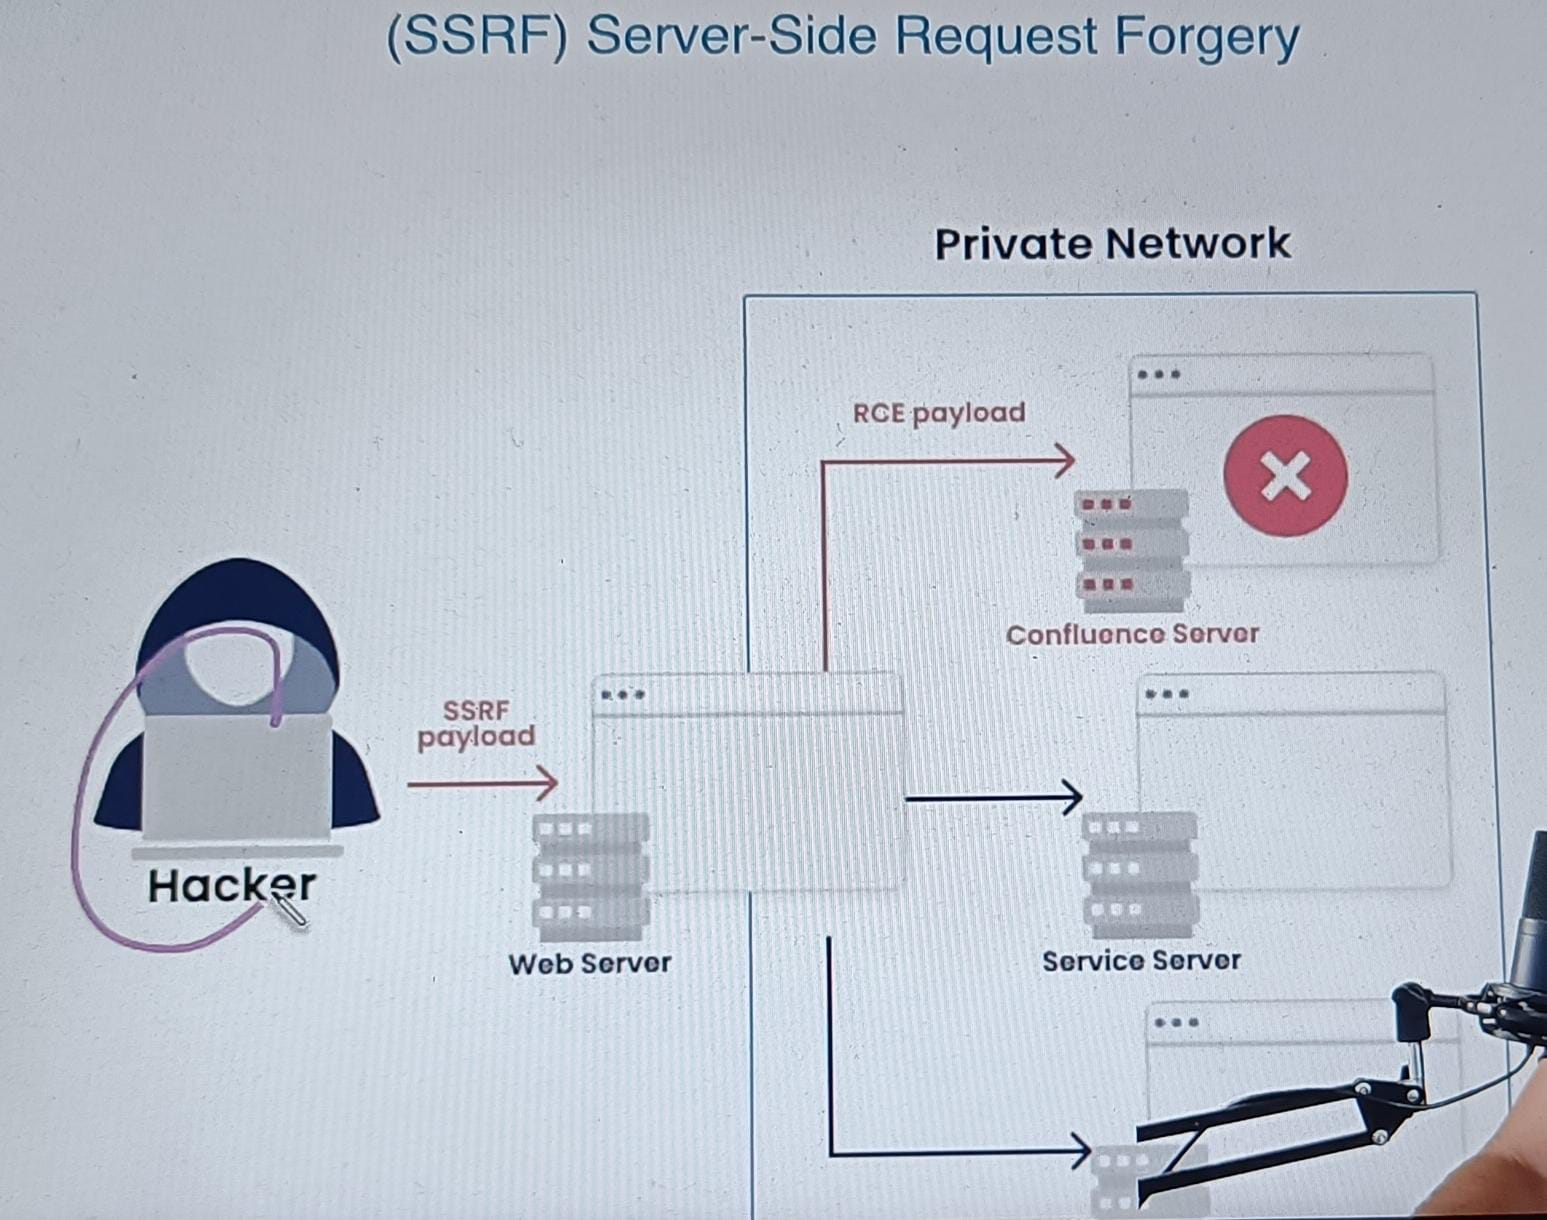 (SSRF) Server-Side Request Forgery
Private Network
RCE payload
Confluence Server
SSRF
payload
Hacker
Web Server
Service Server